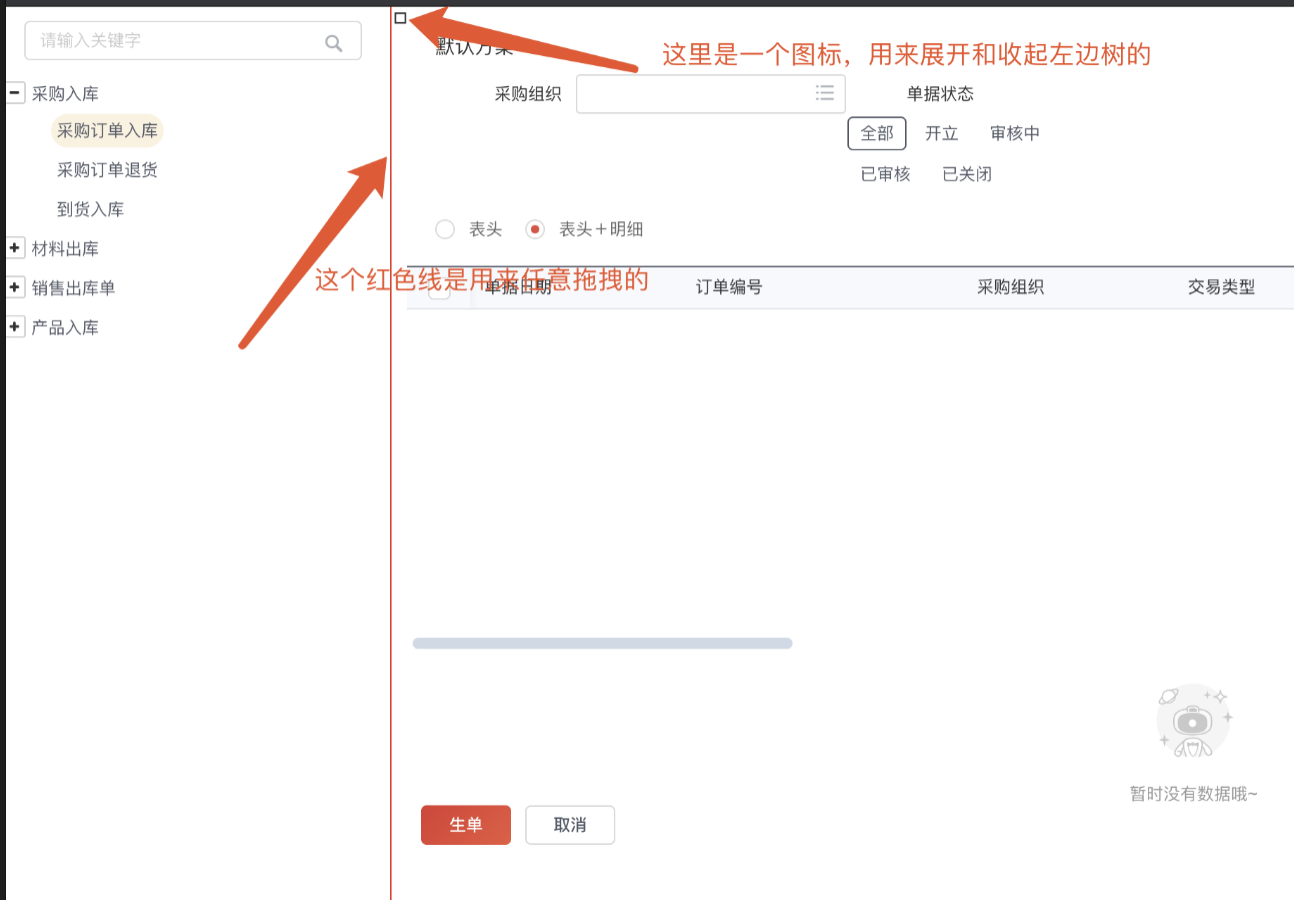 请输入关键字
默认方案
这里是一个图标，用来展开和收起左边树的
采购入库
采购组织
单据状态
采购订单入库
全部 开立 审核中
采购订单退货
已审核 已关闭
到货入库
表头 表头+明细
材料出库
这个红色线是用来任意拖拽的
销售出库单
单据日期 订单编号 采购组织 交易类型
产品入库
暂时没有数据哦~
生单 取消